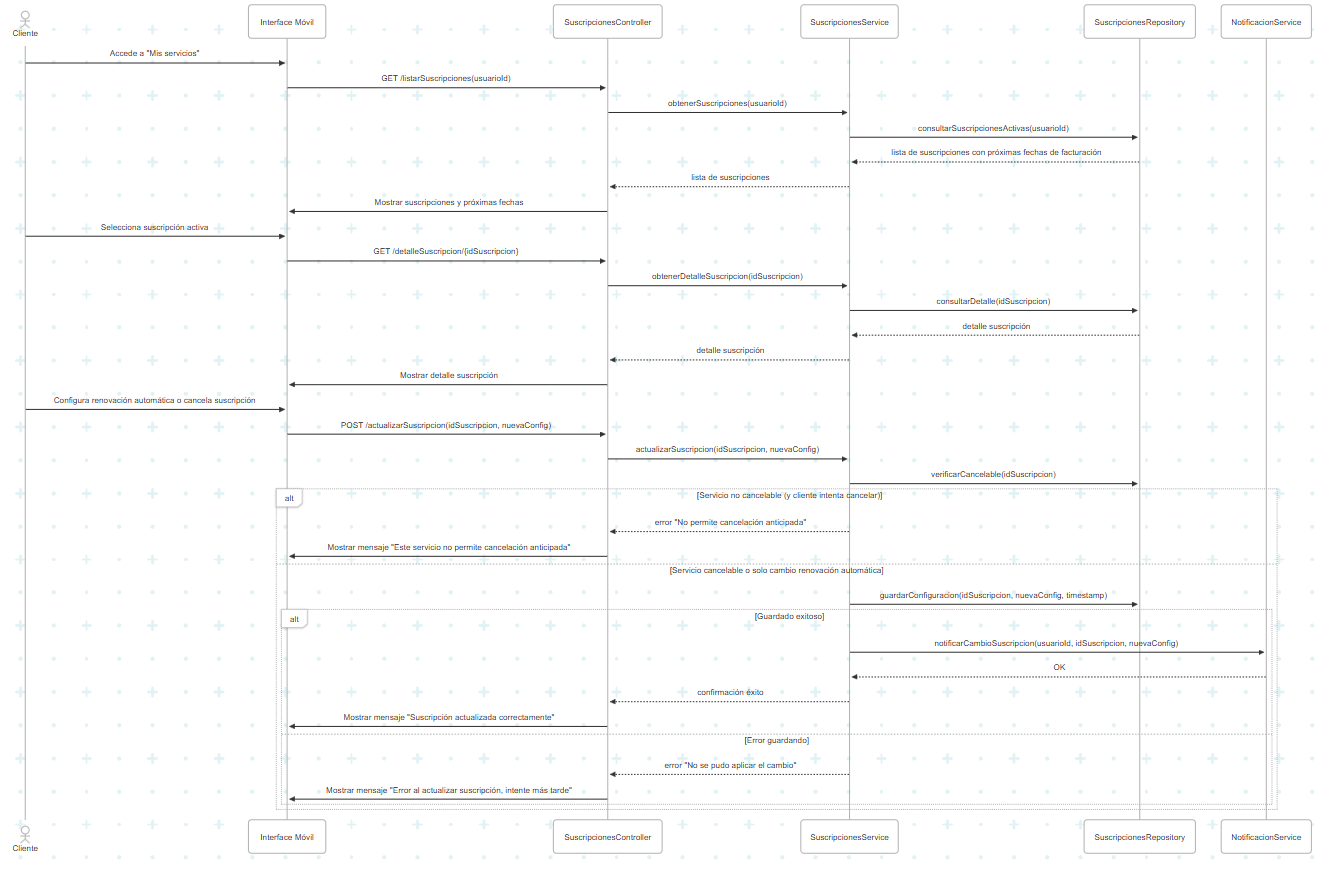 Cliente
Interface Móvil
SuscripcionesController
SuscripcionesService
SuscripcionesRepository
NotificacionService
Accede a "Mis servicios"
GET /listarSuscripciones(usuarioId)
obtenerSuscripciones(usuarioId)
consultarSuscripcionesActivas(usuarioId)
lista de suscripciones con próximas fechas de facturación
lista de suscripciones
Mostrar suscripciones y próximas fechas
Selecciona suscripción activa
GET /detalleSuscripcion/{idSuscripcion}
obtenerDetalleSuscripcion(idSuscripcion)
consultarDetalle(idSuscripcion)
detalle suscripción
detalle suscripción
Mostrar detalle suscripción
Configura renovación automática o cancela suscripción
POST /actualizarSuscripcion(idSuscripcion, nuevaConfig)
actualizarSuscripcion(idSuscripcion, nuevaConfig)
verificarCancelable(idSuscripcion)
alt
[Servicio no cancelable (y cliente intenta cancelar)]
error "No permite cancelación anticipada"
Mostrar mensaje "Este servicio no permite cancelación anticipada"
[Servicio cancelable o solo cambio renovación automática]
guardarConfiguracion(idSuscripcion, nuevaConfig, timestamp)
alt
[Guardado exitoso]
notificarCambioSuscripcion(usuarioId, idSuscripcion, nuevaConfig)
OK
confirmación éxito
Mostrar mensaje "Suscripción actualizada correctamente"
[Error guardando]
error "No se pudo aplicar el cambio"
Mostrar mensaje "Error al actualizar suscripción, intente más tarde"
Cliente
Interface Móvil
SuscripcionesController
SuscripcionesService
SuscripcionesRepository
NotificacionService